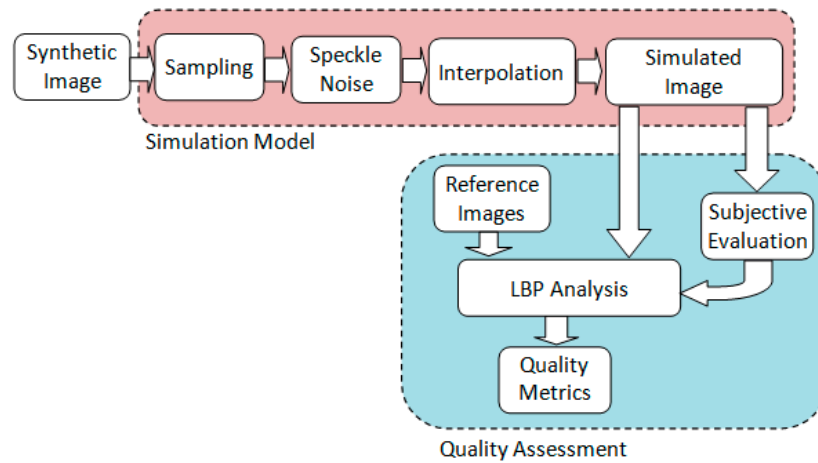 Synthetic
Image
Sampling
Speckle
Noise
Interpolation
Simulated
Image
Simulation Model
Reference
Images
Subjective
Evaluation
LBP Analysis
Quality
Metrics
Quality Assessment